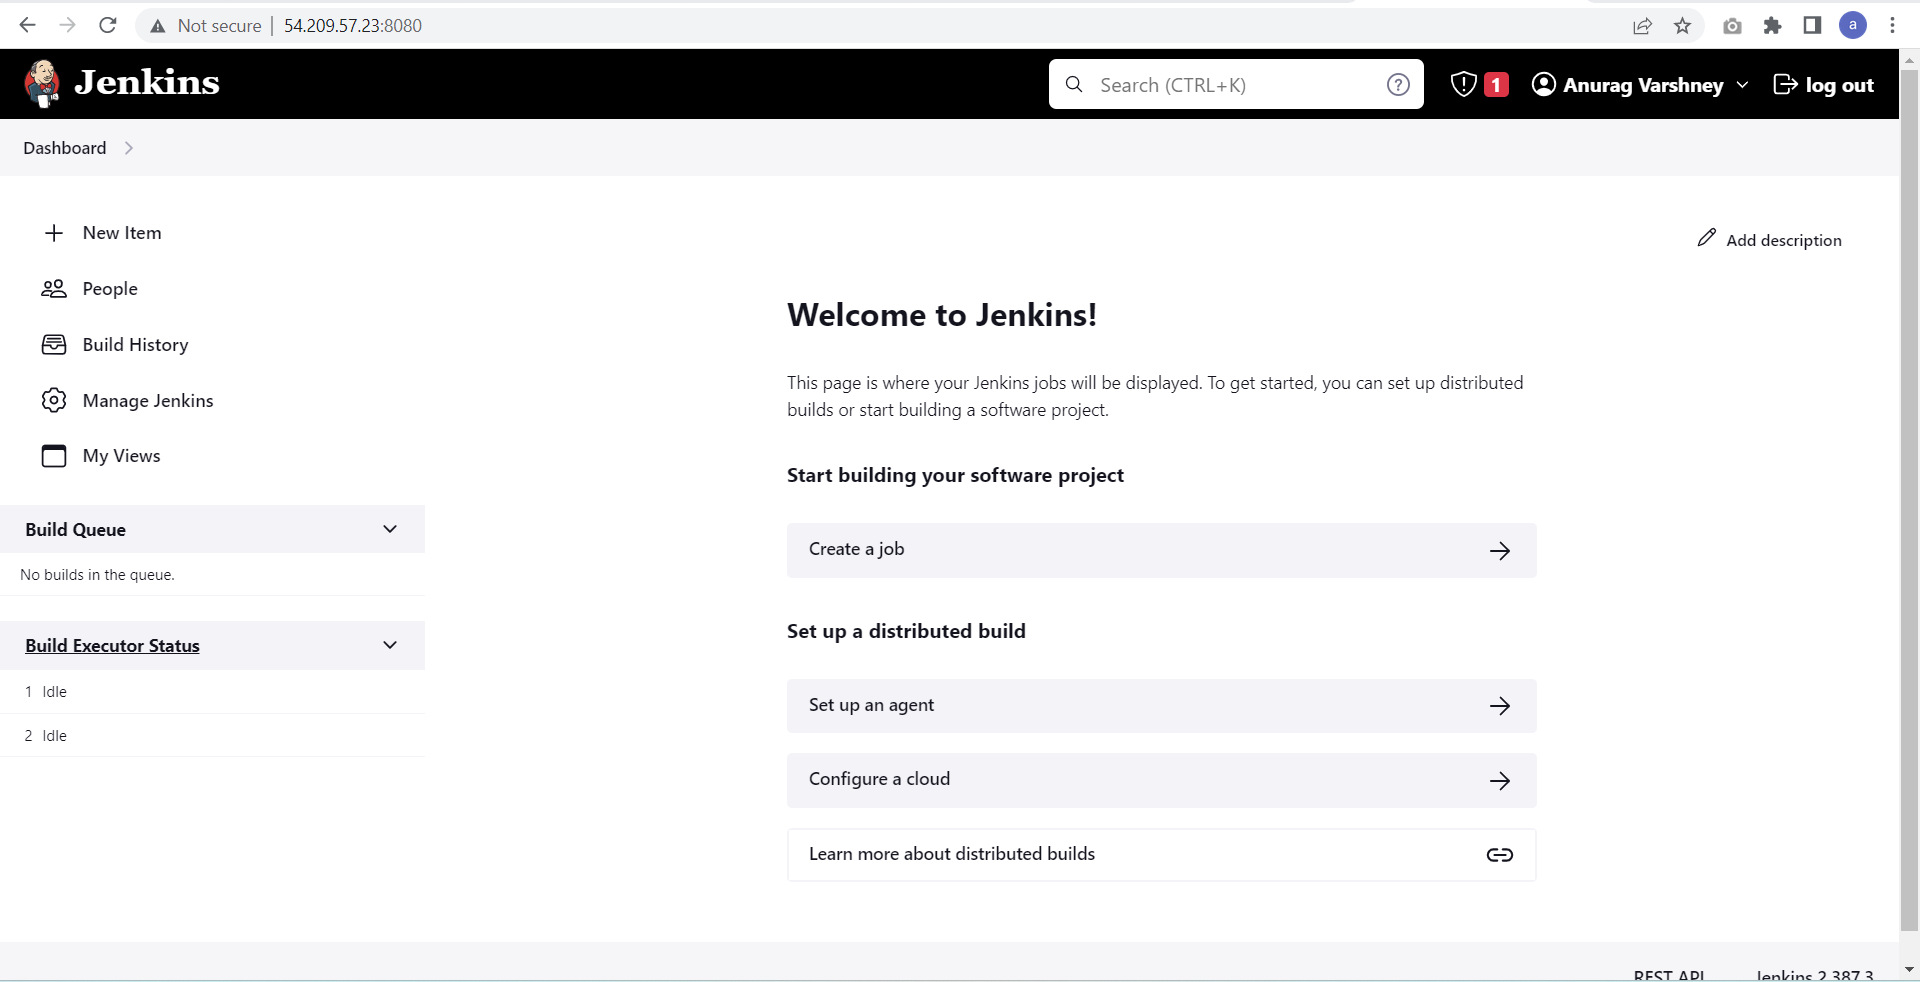 Not secure | 54.209.57.23:8080
a
Jenkins
Search (CTRL+K)
?
1
Anurag Varshney
log out
Dashboard
New Item
People
Build History
Manage Jenkins
My Views
Build Queue
No builds in the queue.
Build Executor Status
1 Idle
2 Idle
Add description
Welcome to Jenkins!
This page is where your Jenkins jobs will be displayed. To get started, you can set up distributed
builds or start building a software project.
Start building your software project
Create a job
Set up a distributed build
Set up an agent
Configure a cloud
Learn more about distributed builds
REST API
Jenkins 2.387.3